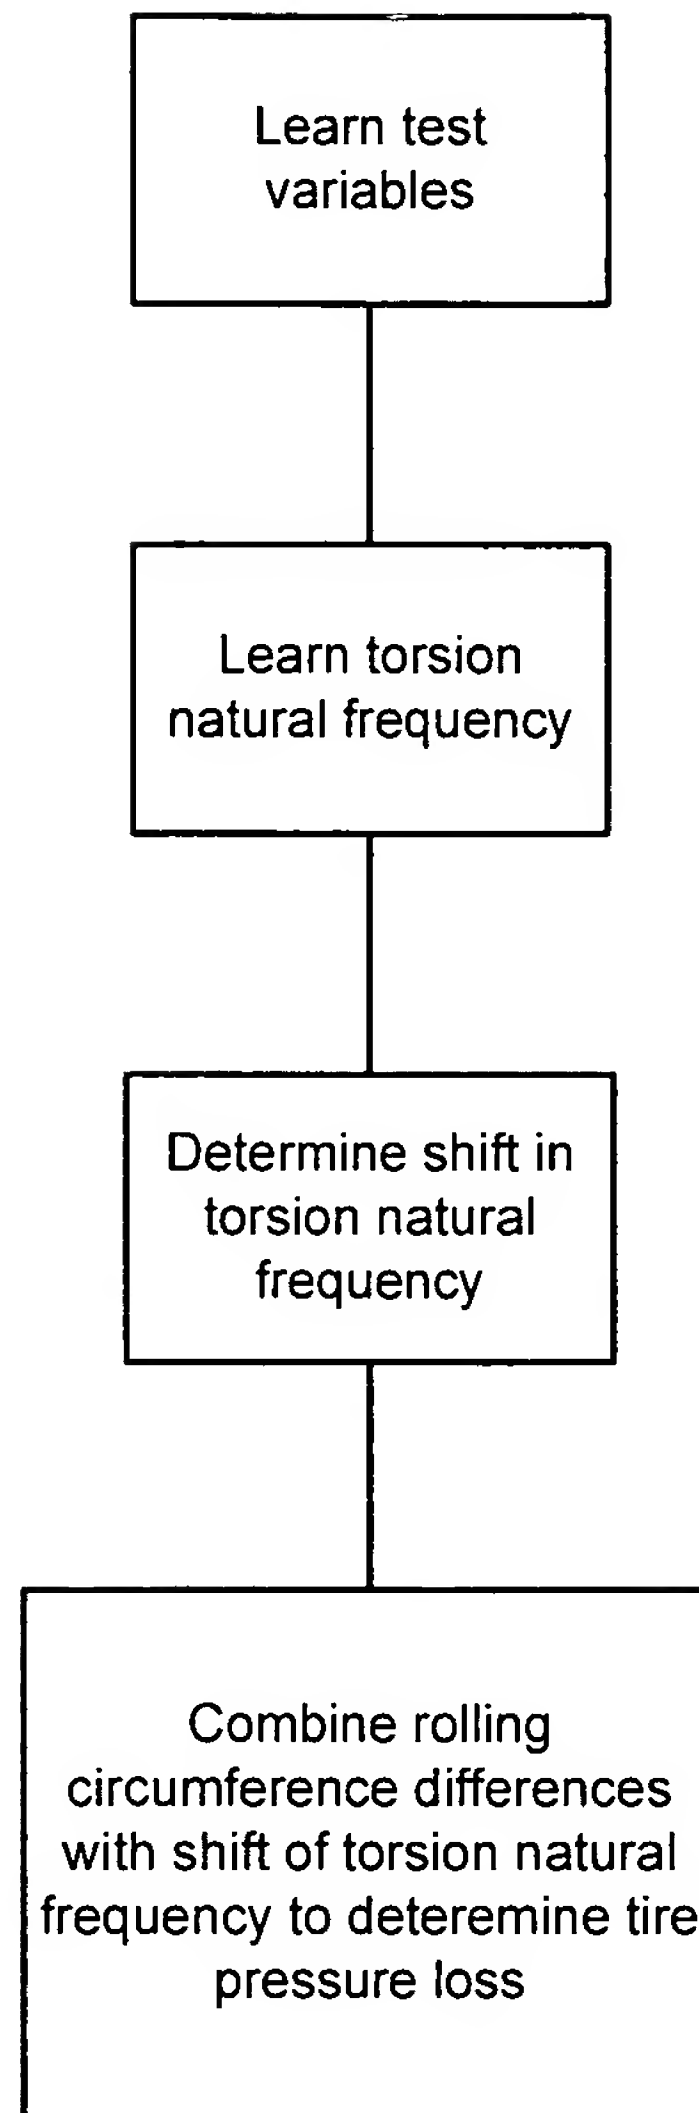 Learn test
variables
Learn torsion
natural frequency
Determine shift in
torsion natural
frequency
Combine rolling
circumference differences
with shift of torsion natural
frequency to deteremine tire
pressure loss